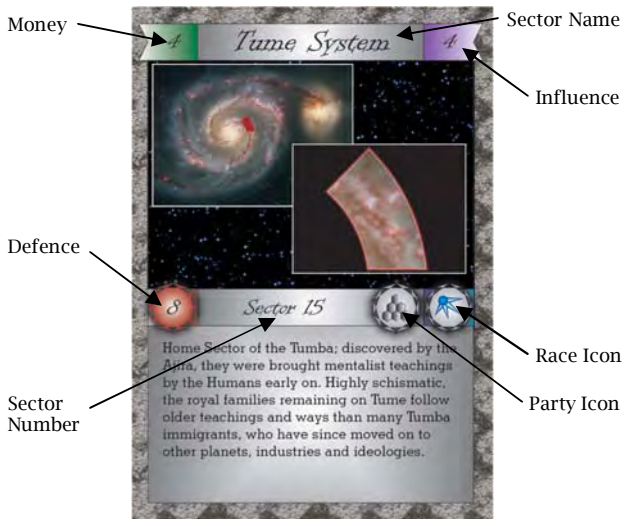 Money
Sector Name
4
Tume System
4
Influence
Defence
8
Sector 15
Home Sector of the Tumba; discovered by the
Ajira, they were brought mentalist teachings
by the Humans early on. Highly schismatic,
the royal families remaining on Tume follow
older teachings and ways than many Tumba
immigrants, who have since moved on to
other planets, industries and ideologies.
Race Icon
Party Icon
Sector
Number